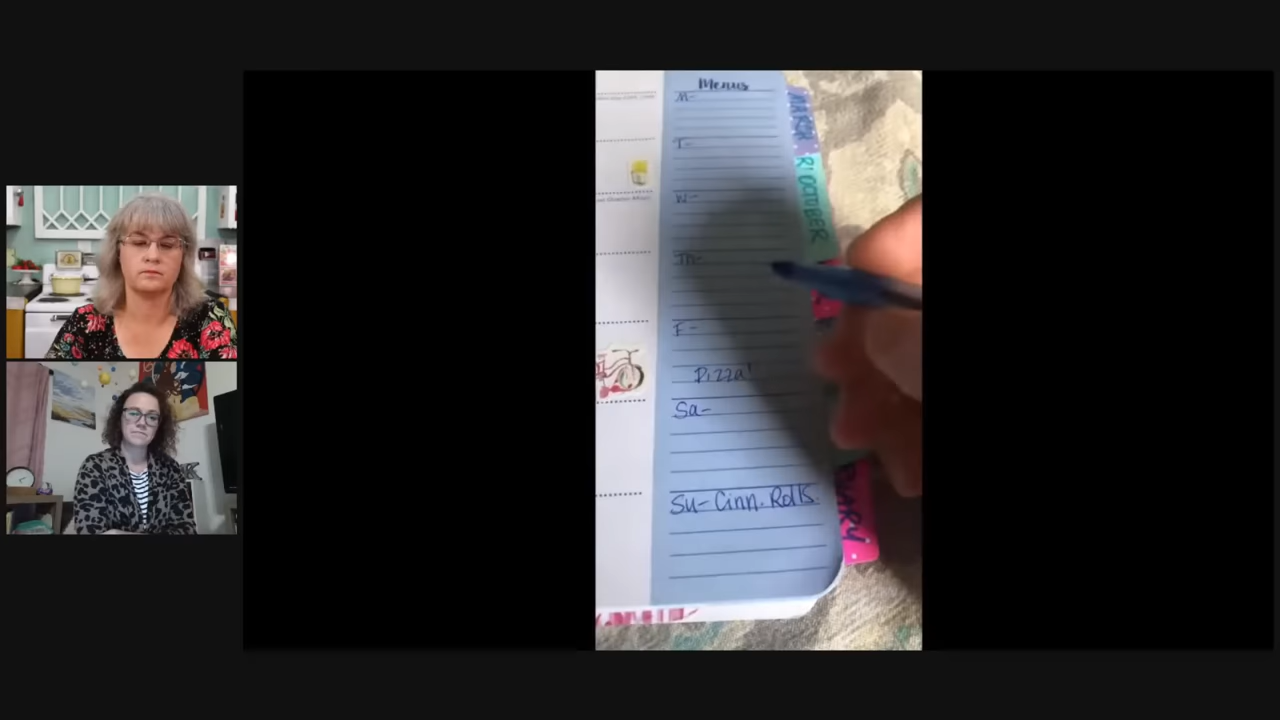 Menus
M-
T-
W-
Th-
F-
Pizza!
Sa-
Su- Cinn. Rolls.
OCTOBER